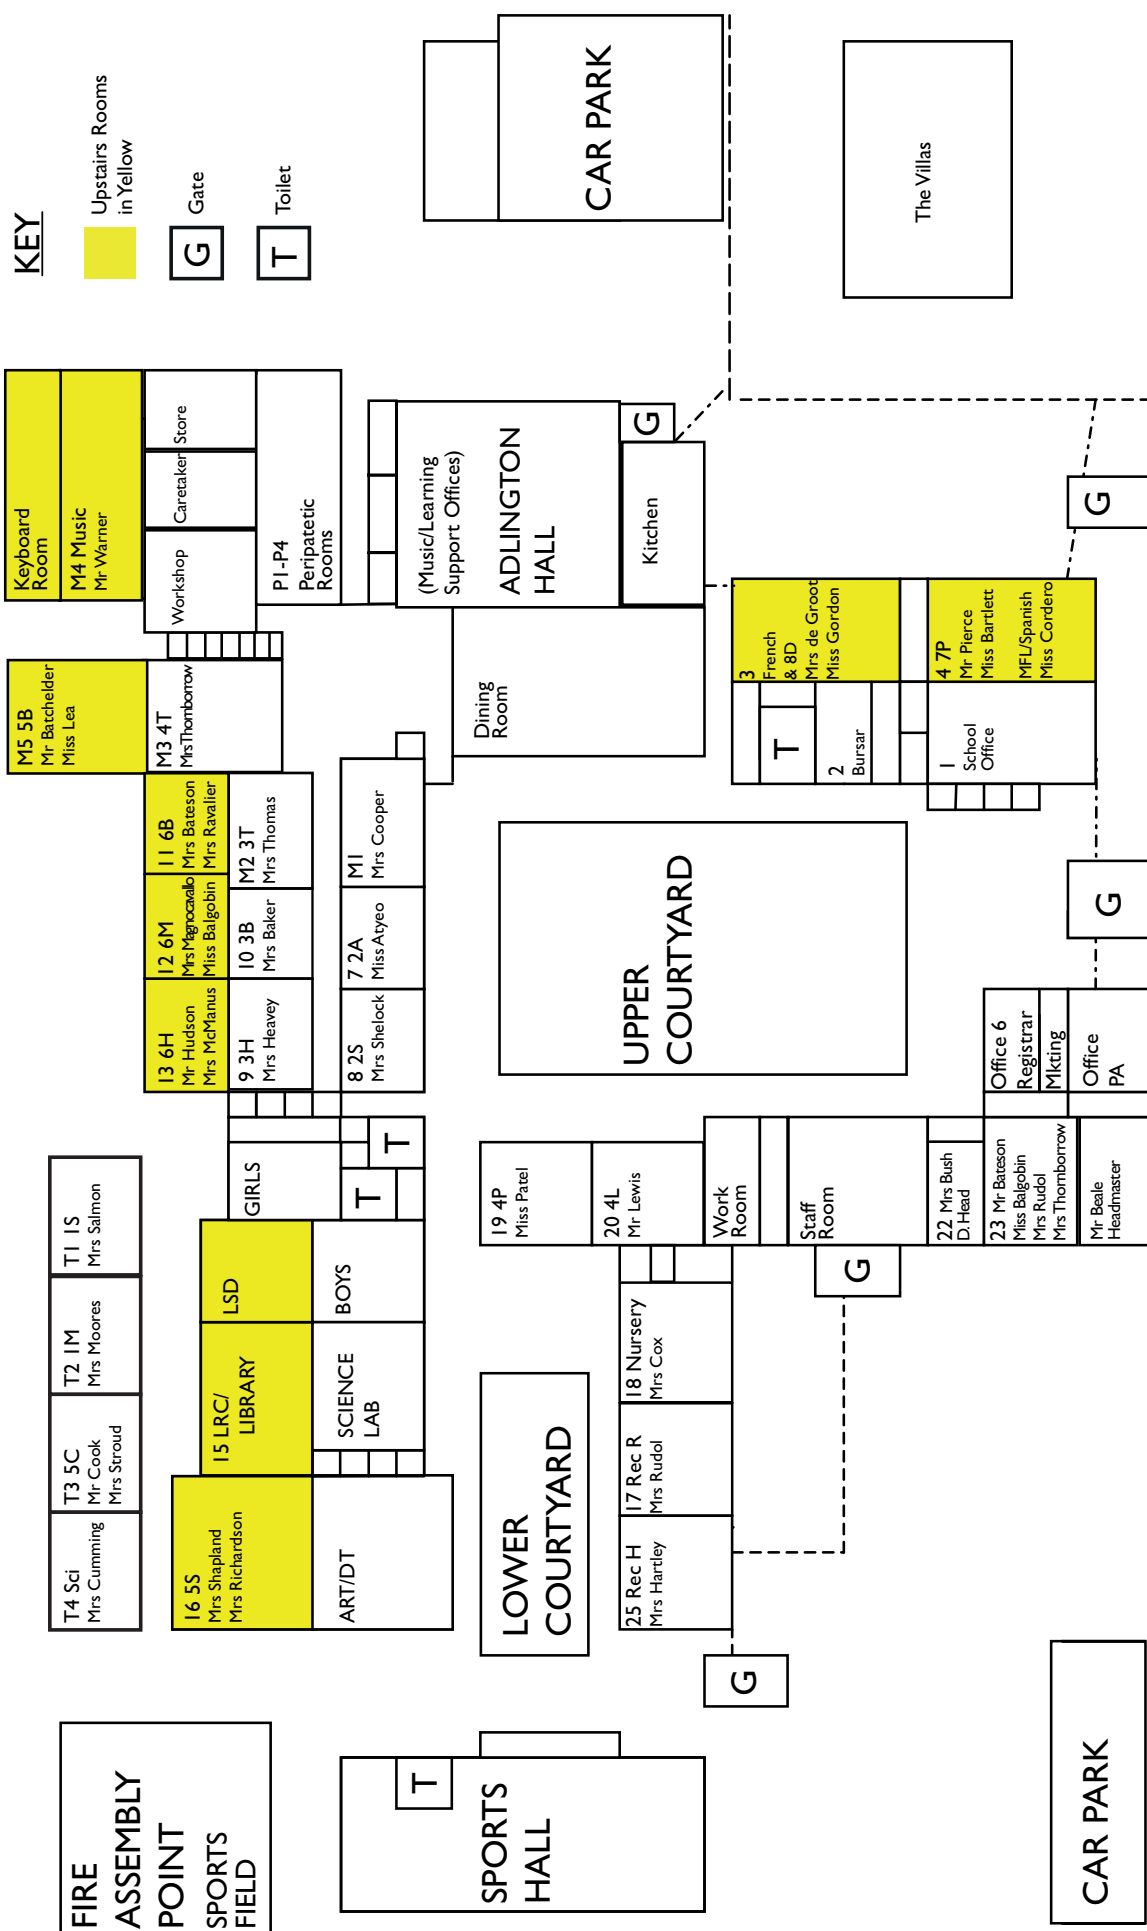 KEY
Upstairs Rooms
in Yellow
G
Gate
T
Toilet
CAR PARK
The Villas
Keyboard
Room
M4 Music
Mr Warner
Workshop
Caretaker
Store
P1-P4
Peripatetic
Rooms
(Music/Learning
Support Offices)
ADLINGTON
HALL
G
Kitchen
Dining
Room
M5 5B
Mr Batchelder
Miss Lea
M3 4T
Mrs Thomborrow
11 6B
Mrs Bateson
Mrs Ravalier
12 6M
Mrs Magnocavallo
Miss Balgobin
13 6H
Mr Hudson
Mrs McManus
M2 3T
Mrs Thomas
10 3B
Mrs Baker
9 3H
Mrs Heavey
M1
Mrs Cooper
7 2A
Miss Atyeo
8 2S
Mrs Shelock
3
French
& 8D
Mrs de Groot
Miss Gordon
T
2
Bursar
4 7P
Mr Pierce
Miss Bartlett
MFL/Spanish
Miss Cordero
1
School
Office
G
G
UPPER
COURTYARD
Office 6
Registrar
Mkting
Office
PA
T1 1S
Mrs Salmon
T2 1M
Mrs Moores
T3 5C
Mr Cook
Mrs Stroud
T4 Sci
Mrs Cumming
GIRLS
T
T
LSD
BOYS
15 LRC/
LIBRARY
SCIENCE
LAB
16 5S
Mrs Shapland
Mrs Richardson
ART/DT
19 4P
Miss Patel
20 4L
Mr Lewis
Work
Room
Staff
Room
22 Mrs Bush
D. Head
23 Mr Bateson
Miss Balgobin
Mrs Rudol
Mrs Thornborrow
Mr Beale
Headmaster
G
18 Nursery
Mrs Cox
17 Rec R
Mrs Rudol
25 Rec H
Mrs Hartley
LOWER
COURTYARD
G
FIRE
ASSEMBLY
POINT
SPORTS
FIELD
T
SPORTS
HALL
CAR PARK